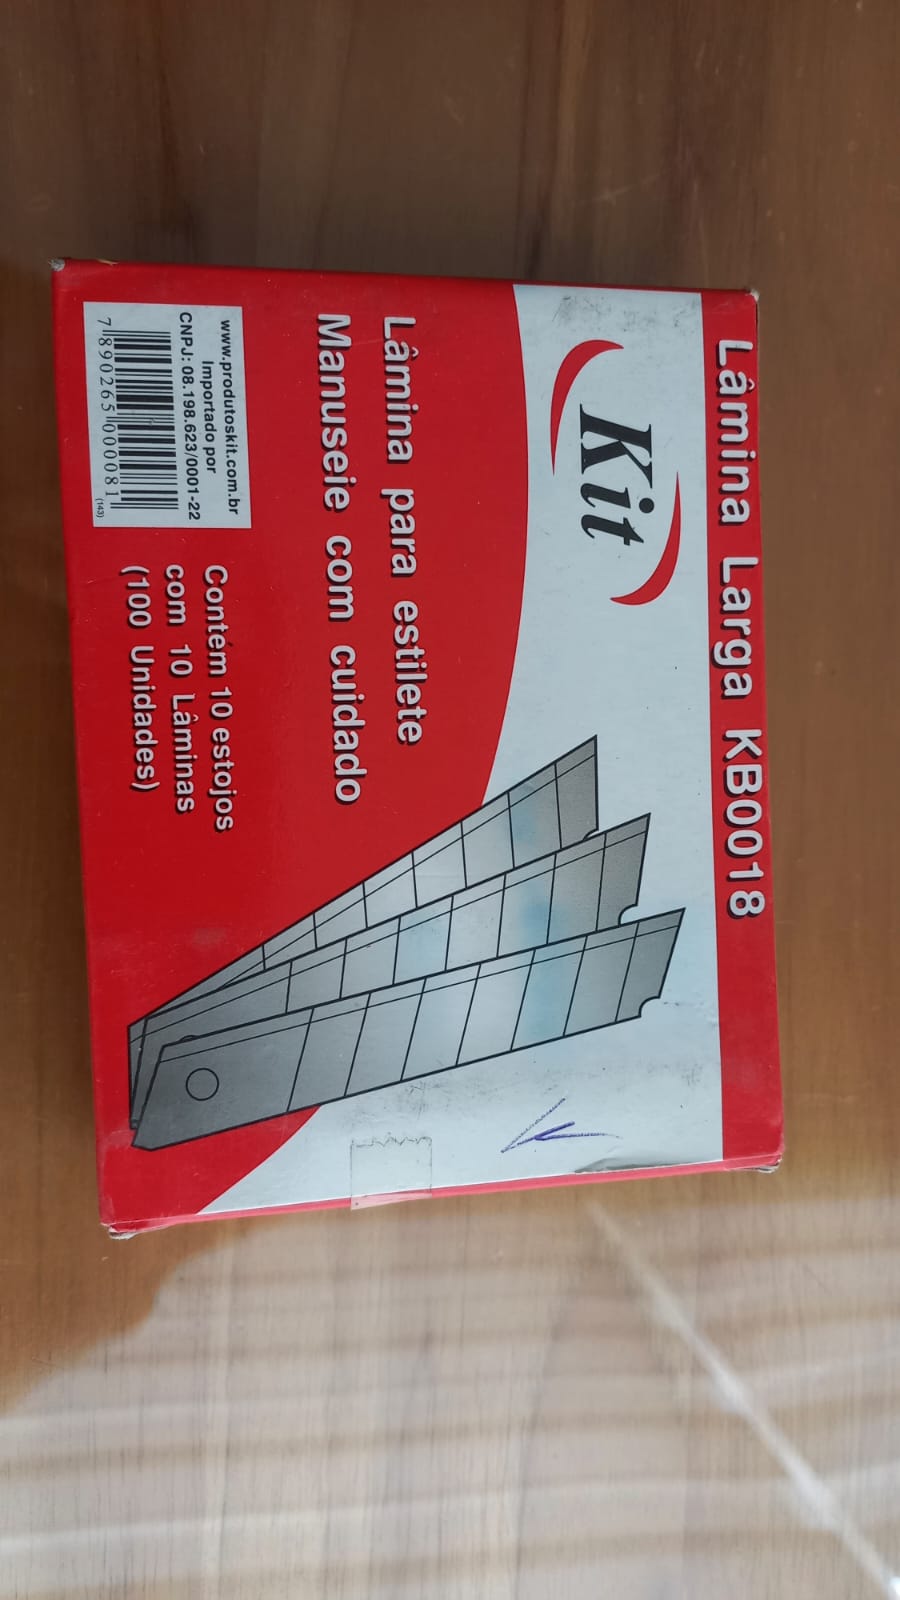 Lâmina Larga KB0018
Kit
Lâmina para estilete
Manuseie com cuidado
www.produtoskit.com.br
Importado por
CNPJ: 08.198.623/0001-22
7 890265 000081
(143)
Contém 10 estojos
com 10 Lâminas
(100 Unidades)